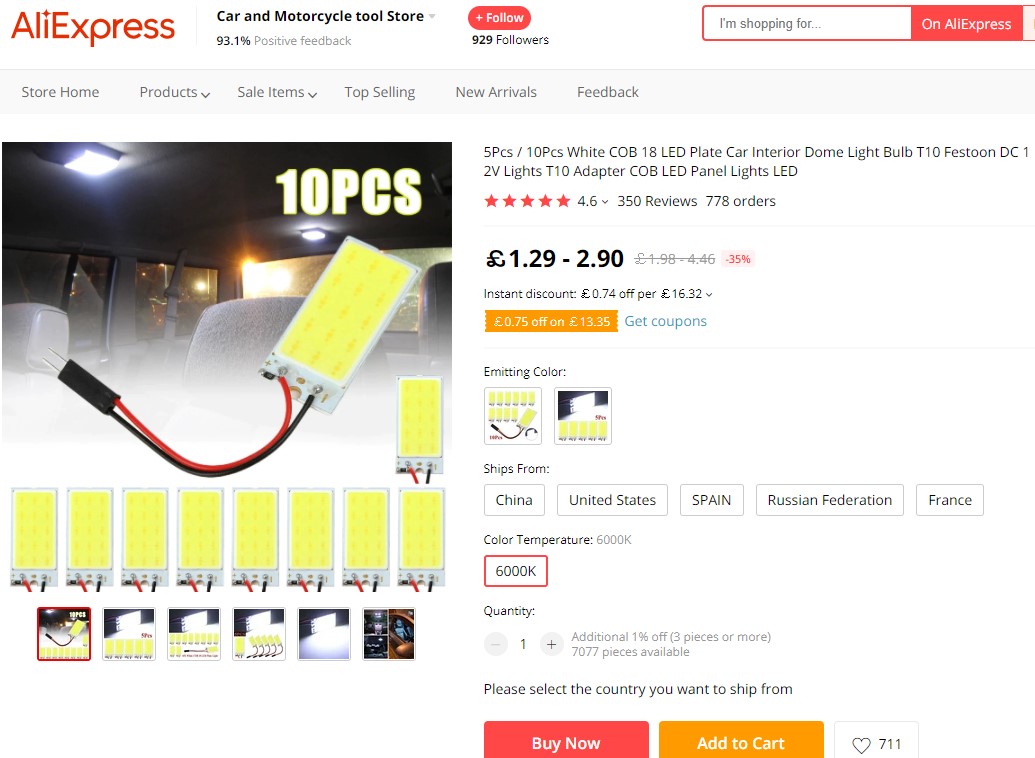 AliExpress
Car and Motorcycle tool Store
93.1% Positive feedback
+ Follow
929 Followers
I'm shopping for...
On AliExpress
Store Home
Products
Sale Items
Top Selling
New Arrivals
Feedback
10PCS
5Pcs / 10Pcs White COB 18 LED Plate Car Interior Dome Light Bulb T10 Festoon DC 1
2V Lights T10 Adapter COB LED Panel Lights LED
4.6
350 Reviews
778 orders
£1.29 - 2.90
£1.98 - 4.46
-35%
Instant discount: £0.74 off per £16.32
£0.75 off on £13.35
Get coupons
Emitting Color:
10Pcs
5Pcs
Ships From:
China
United States
SPAIN
Russian Federation
France
Color Temperature: 6000K
6000K
Quantity:
1
Additional 1% off (3 pieces or more)
7077 pieces available
10PCS
5Pcs
Please select the country you want to ship from
Buy Now
Add to Cart
711